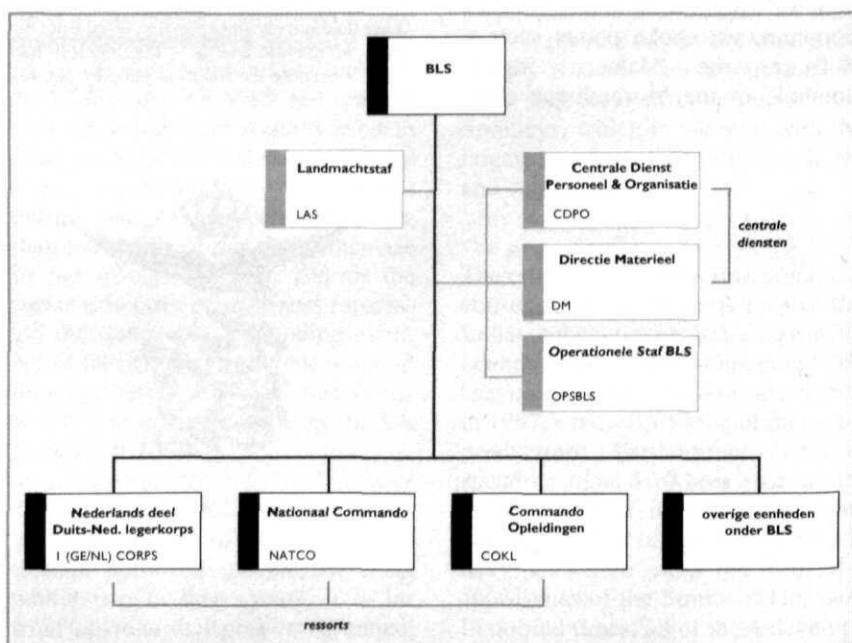 BLS
Landmachtstaf
LAS
Centrale Dienst
Personeel & Organisatie
CDPO
centrale
diensten
Directie Materieel
DM
Operationele Staf BLS
OPSBLS
Nederlands deel
Duits-Ned. legerkorps
I (GE/NL) CORPS
Nationaal Commando
NATCO
Commando
Opleidingen
COKL
overige eenheden
onder BLS
ressorts